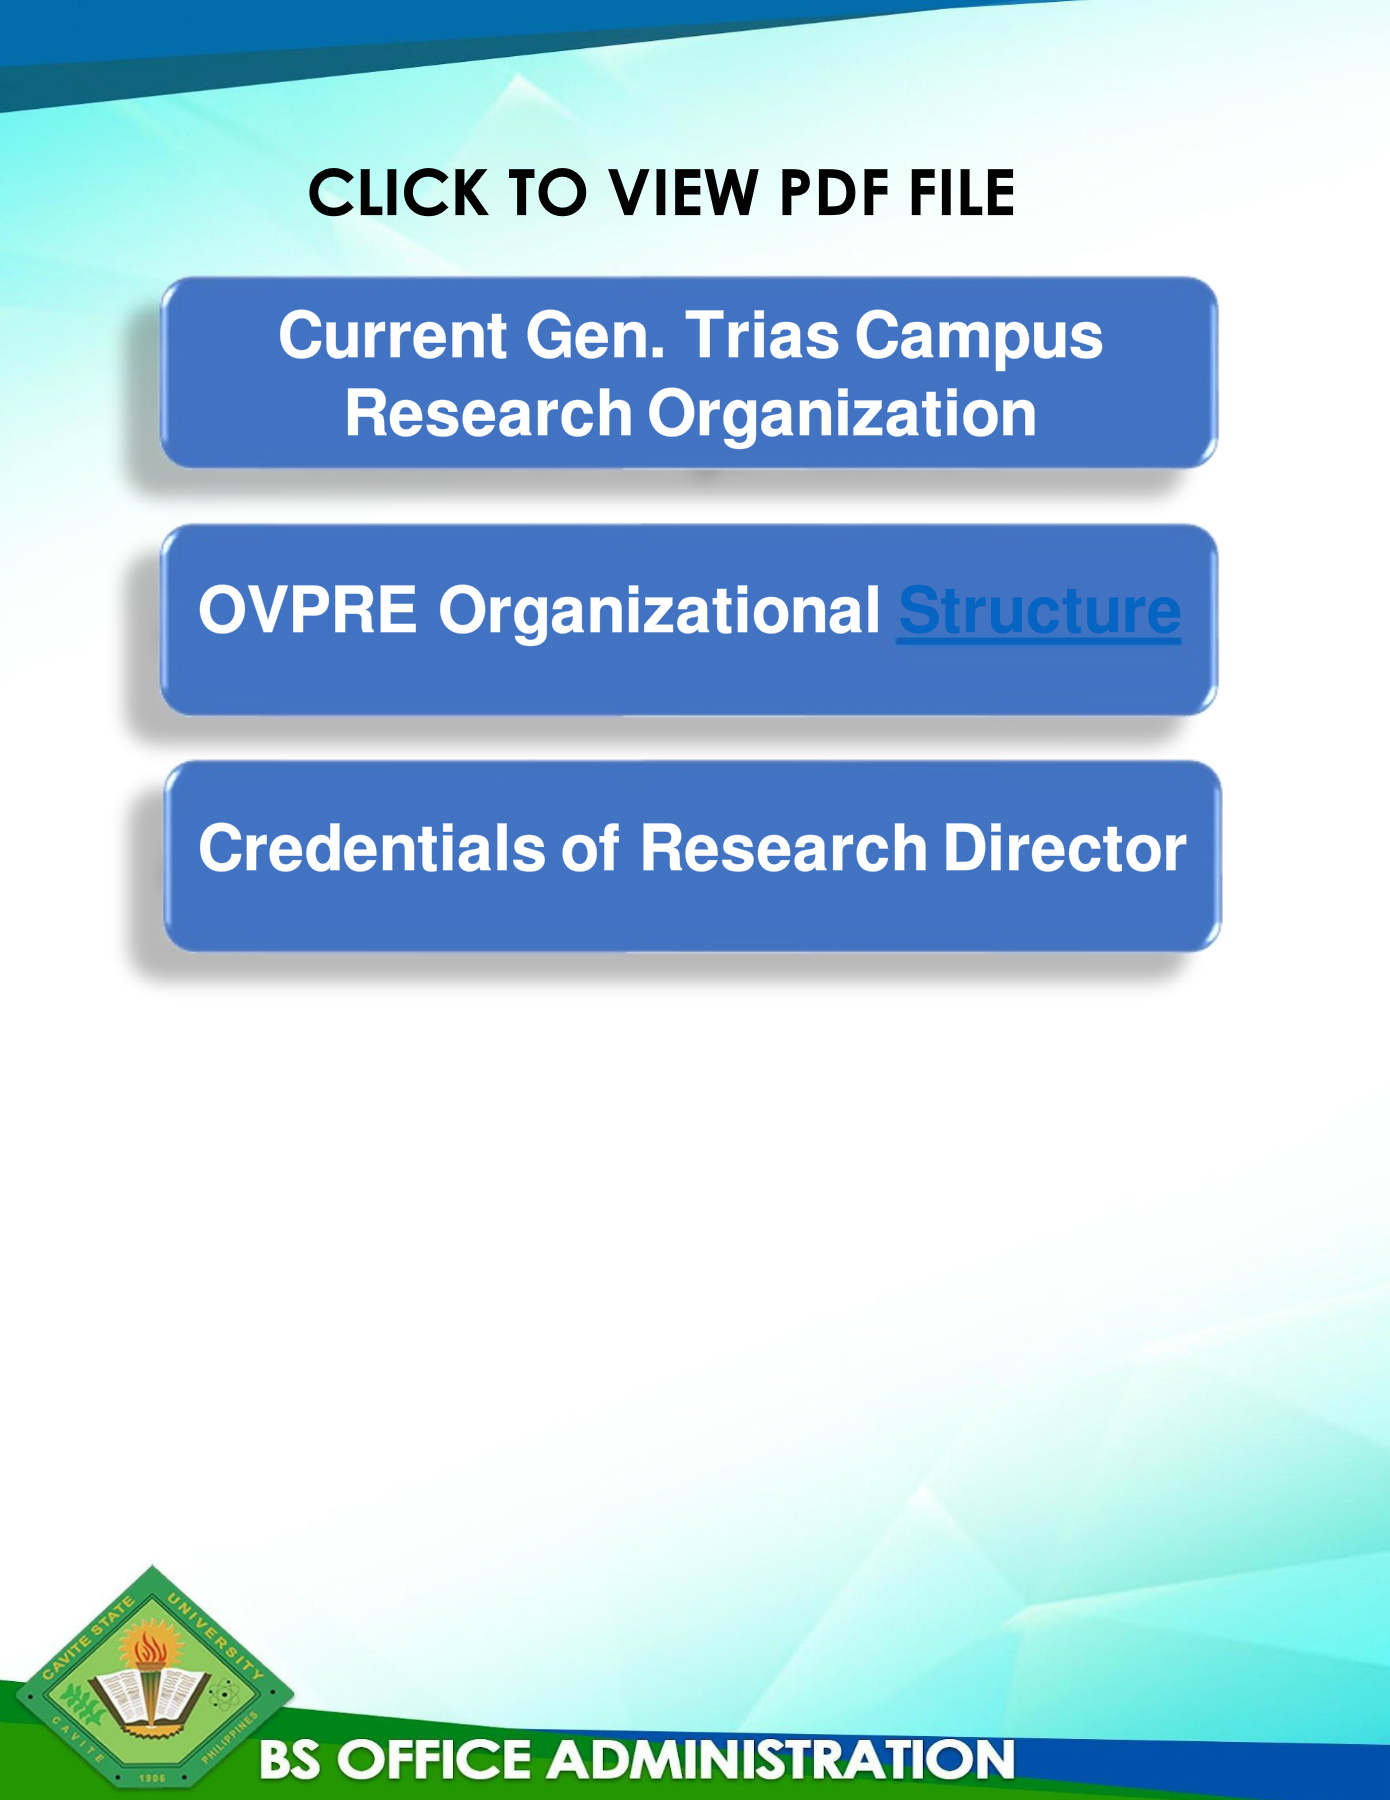 CLICK TO VIEW PDF FILE
Current Gen. Trias Campus
Research Organization
OVPRE Organizational Structure
Credentials of Research Director
CAVITE STATE UNIVERSITY
CAVITE PHILIPPINES
1906
BS OFFICE ADMINISTRATION